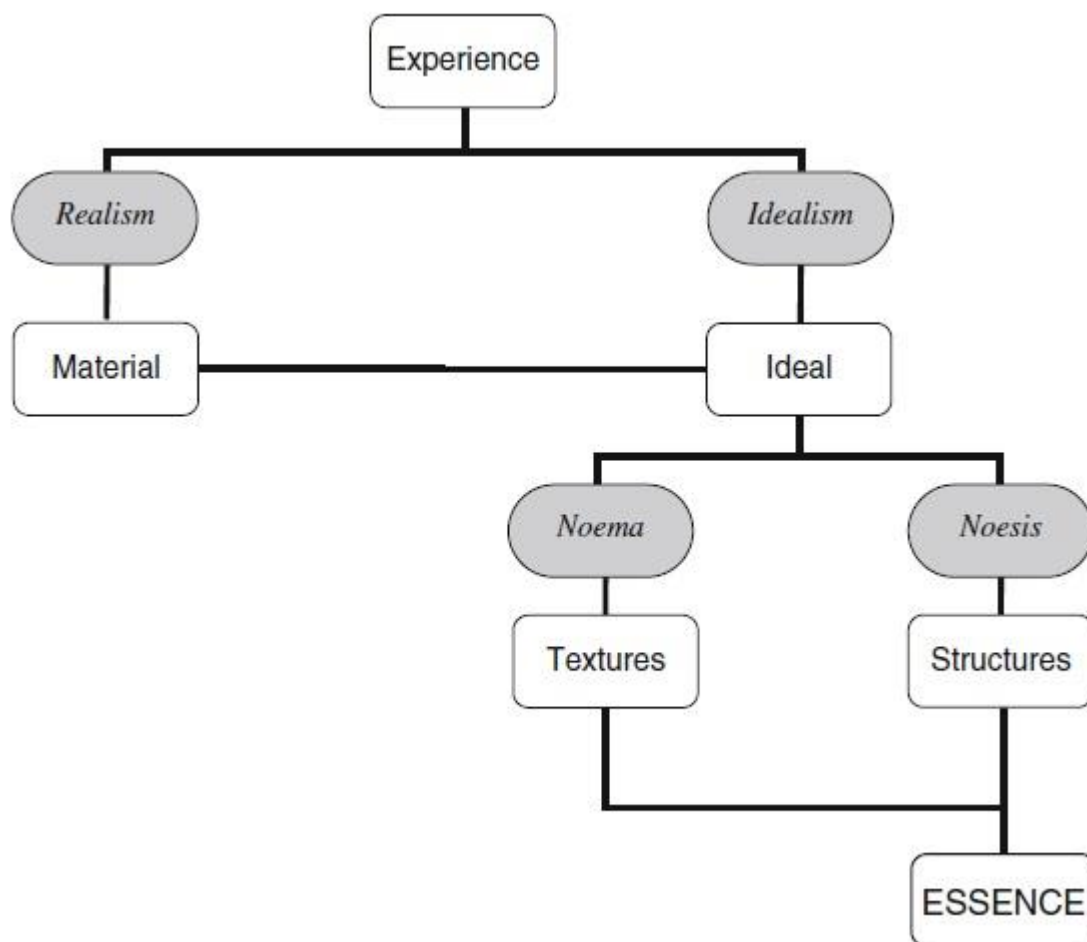 Experience
Realism
Idealism
Material
Ideal
Noema
Noesis
Textures
Structures
ESSENCE